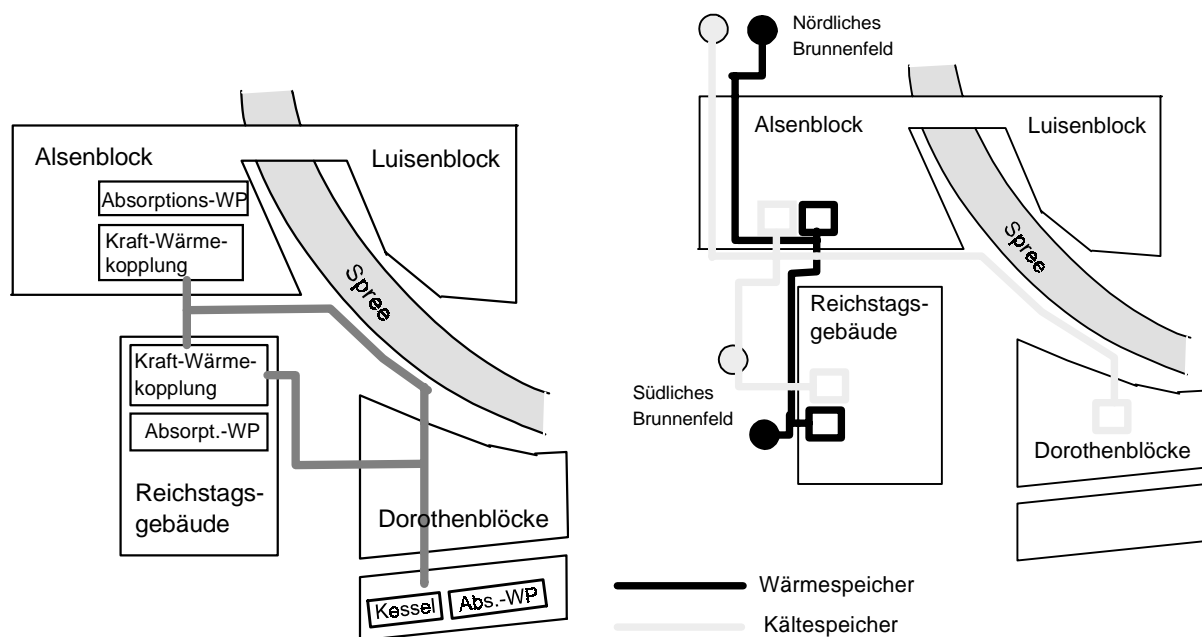 Alsenblock
Luisenblock
Absorptions-WP
Kraft-Wärme-
kopplung
Spree
Kraft-Wärme-
kopplung
Absorpt.-WP
Reichstags-
gebäude
Dorothenblöcke
Kessel
Abs.-WP
Nördliches
Brunnenfeld
Alsenblock
Luisenblock
Spree
Reichstags-
gebäude
Südliches
Brunnenfeld
Dorothenblöcke
Wärmespeicher
Kältespeicher